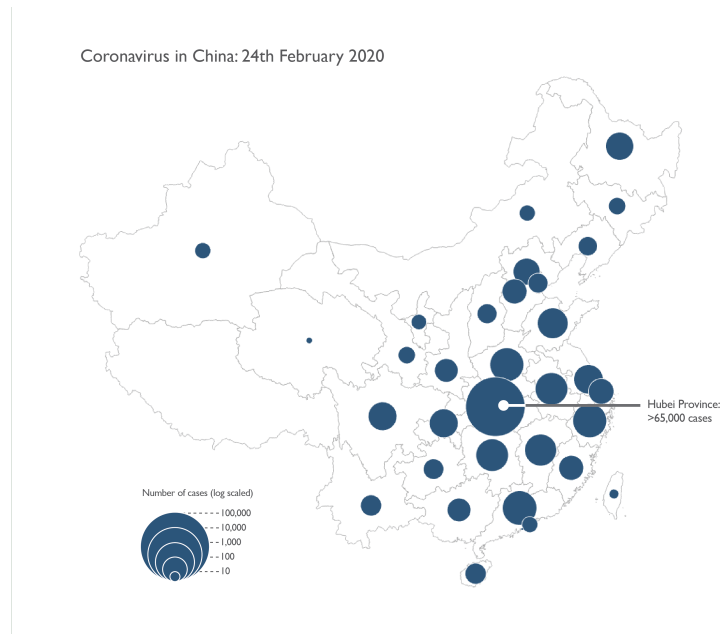 Coronavirus in China: 24th February 2020
Hubei Province:
>65,000 cases
Number of cases (log scaled)
100,000
10,000
1,000
100
10